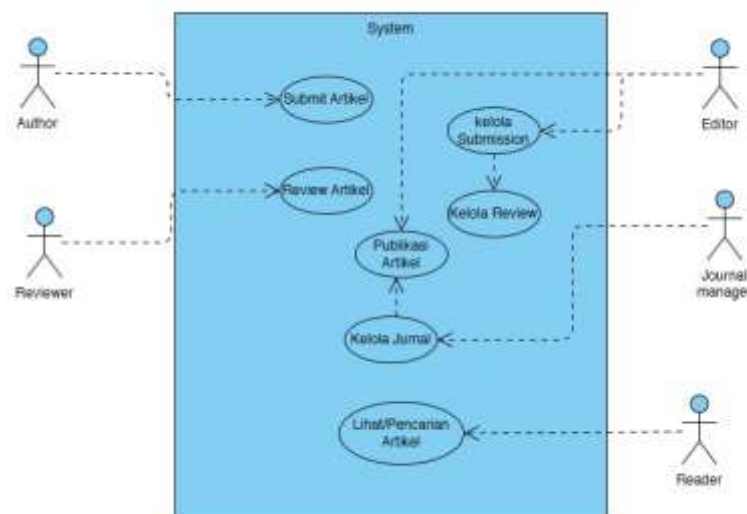 System
Author
Submit Artikel
kelola
Submission
Editor
Review Artikel
Kelola Review
Reviewer
Publikasi
Artikel
Journal
manage
Kelola Jurnal
Lihat/Pencarian
Artikel
Reader